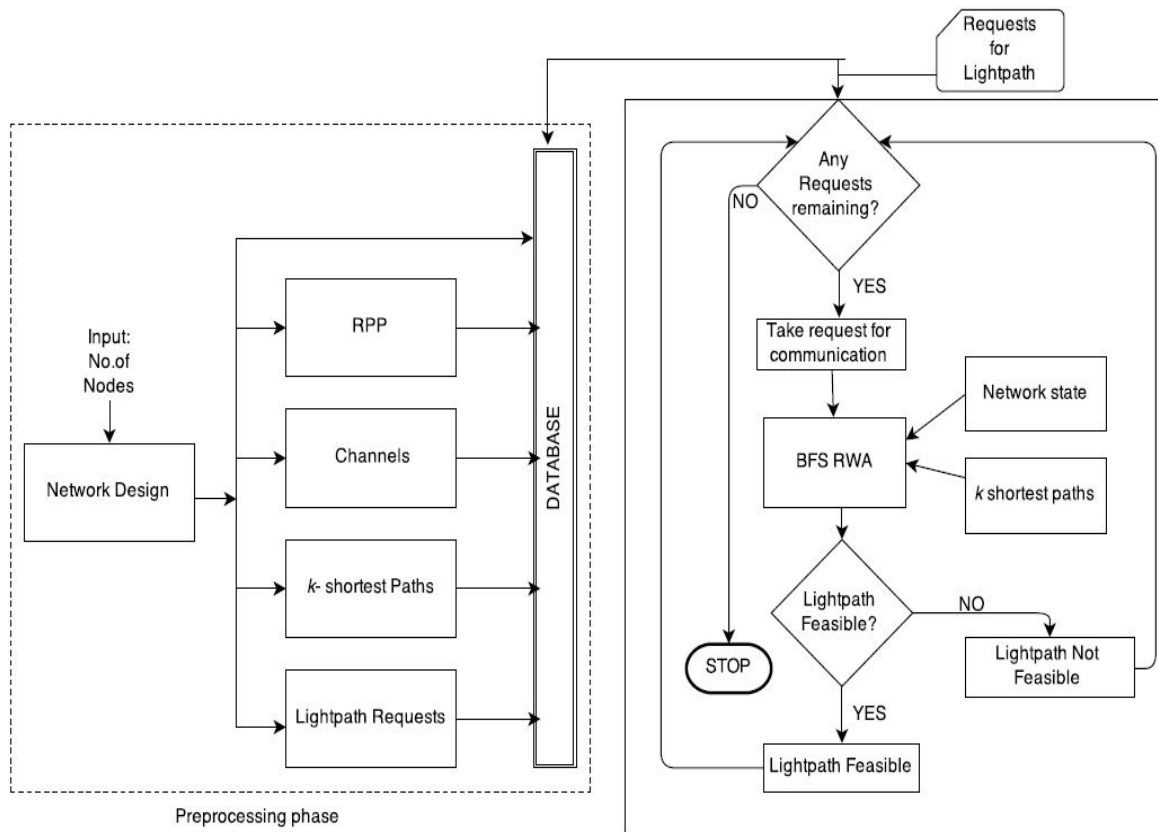 Requests
for
Lightpath
Any
Requests
remaining?
NO
YES
Take request for
communication
Network state
BFS RWA
k shortest paths
Lightpath
Feasible?
NO
STOP
Lightpath Not
Feasible
YES
Lightpath Feasible
Input:
No.of
Nodes
Network Design
RPP
Channels
k- shortest Paths
Lightpath Requests
DATABASE
Preprocessing phase